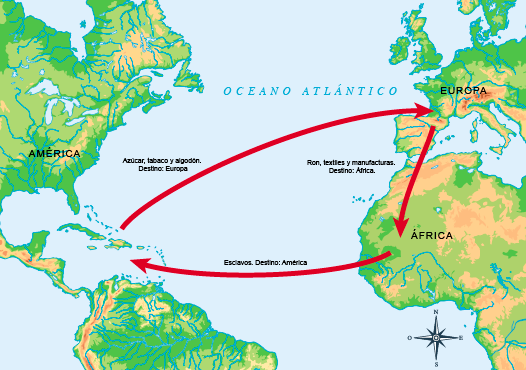 OCEANO ATLÁNTICO
EUROPA
AMÉRICA
Azúcar, tabaco y algodón.
Destino: Europa
Ron, textiles y manufacturas.
Destino: África.
ÁFRICA
Esclavos. Destino: América
N
O
E
S